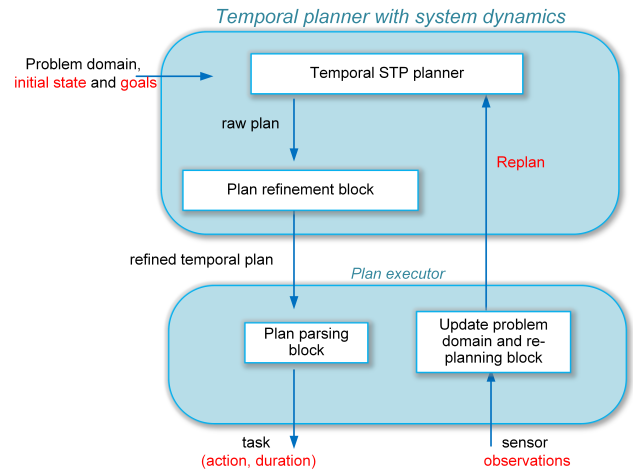 Temporal planner with system dynamics
Problem domain,
initial state and goals
Temporal STP planner
raw plan
Replan
Plan refinement block
refined temporal plan
Plan executor
Plan parsing
block
Update problem
domain and re-
planning block
task
(action, duration)
sensor
observations